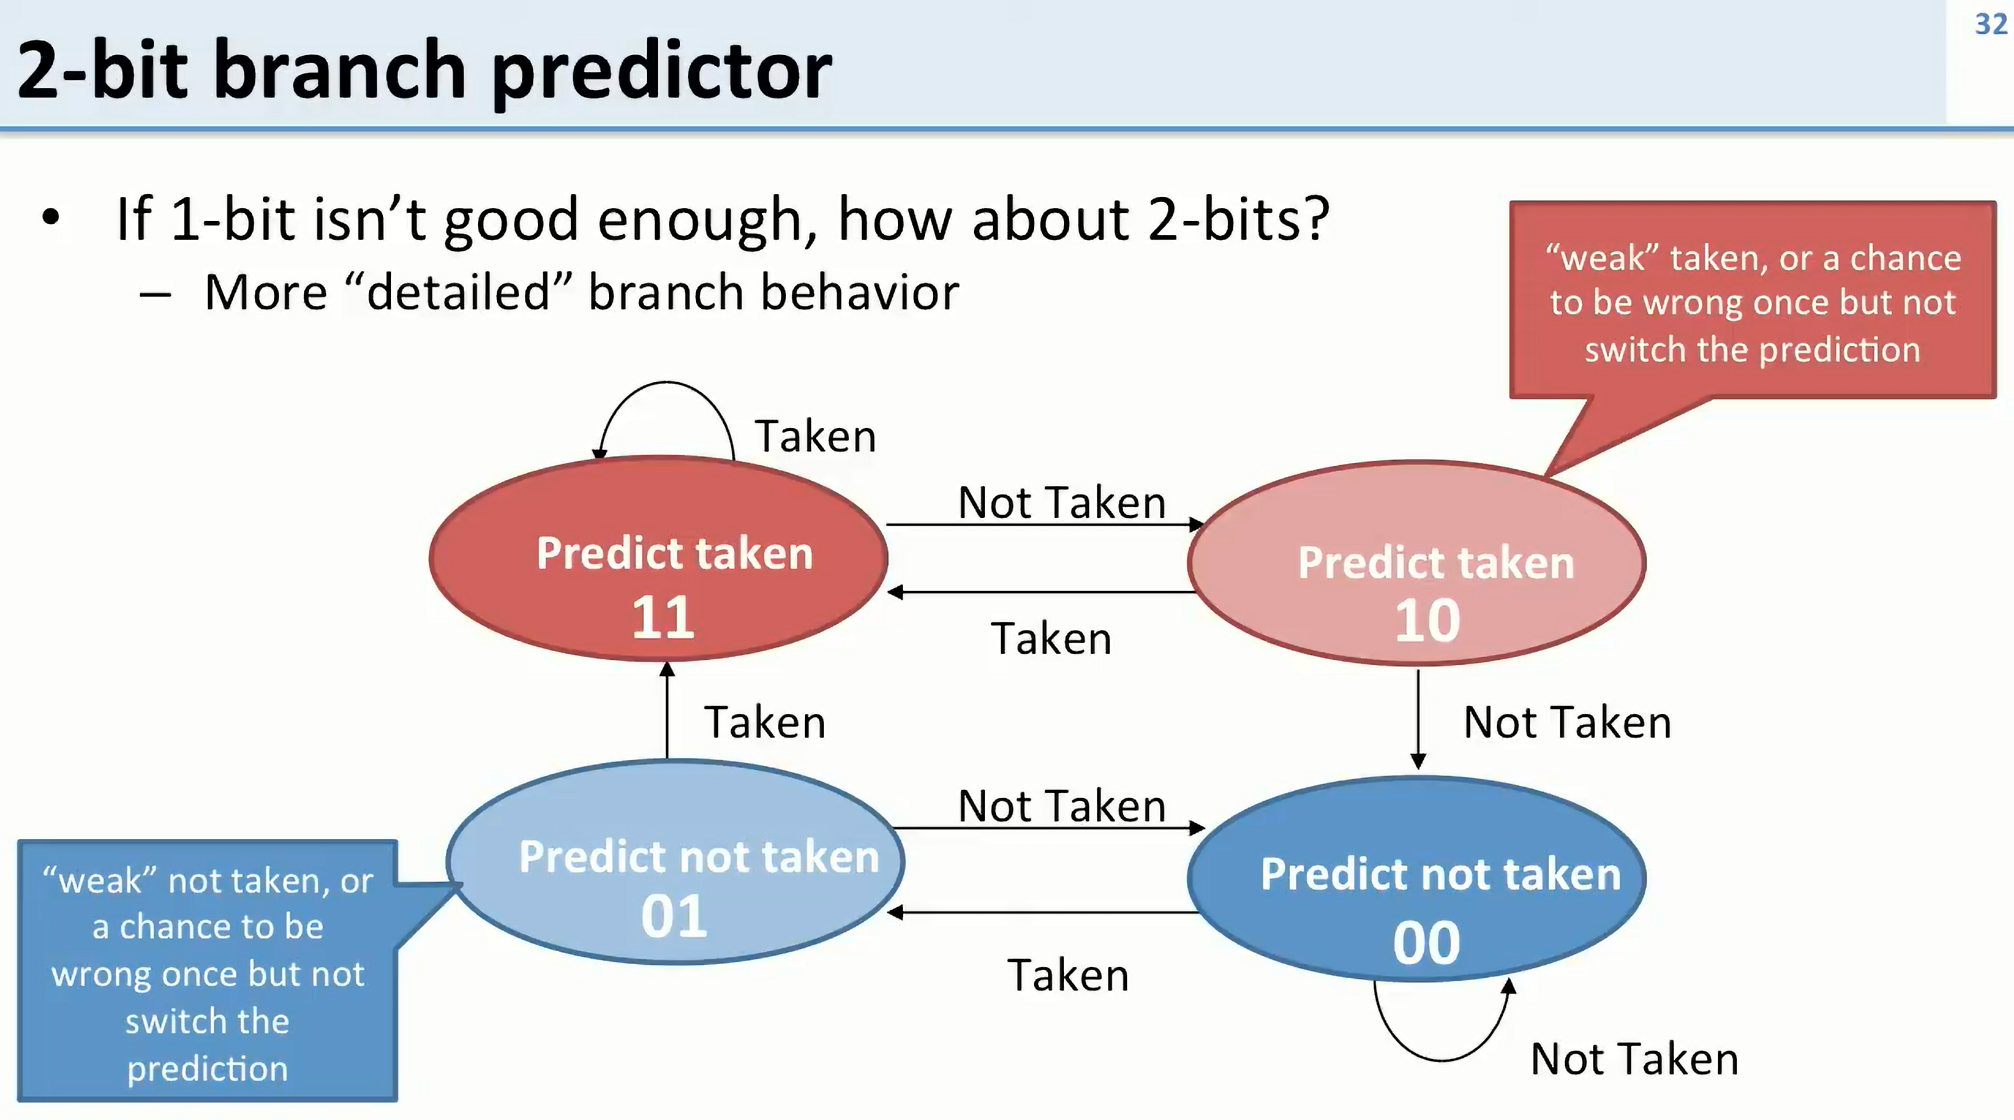 32
2-bit branch predictor
• If 1-bit isn’t good enough, how about 2-bits?
– More “detailed” branch behavior
“weak” taken, or a chance
to be wrong once but not
switch the prediction
Taken
Not Taken
Predict taken
11
Predict taken
10
Taken
Taken
Not Taken
Not Taken
Predict not taken
01
Predict not taken
00
“weak” not taken, or
a chance to be
wrong once but not
switch the
prediction
Taken
Not Taken